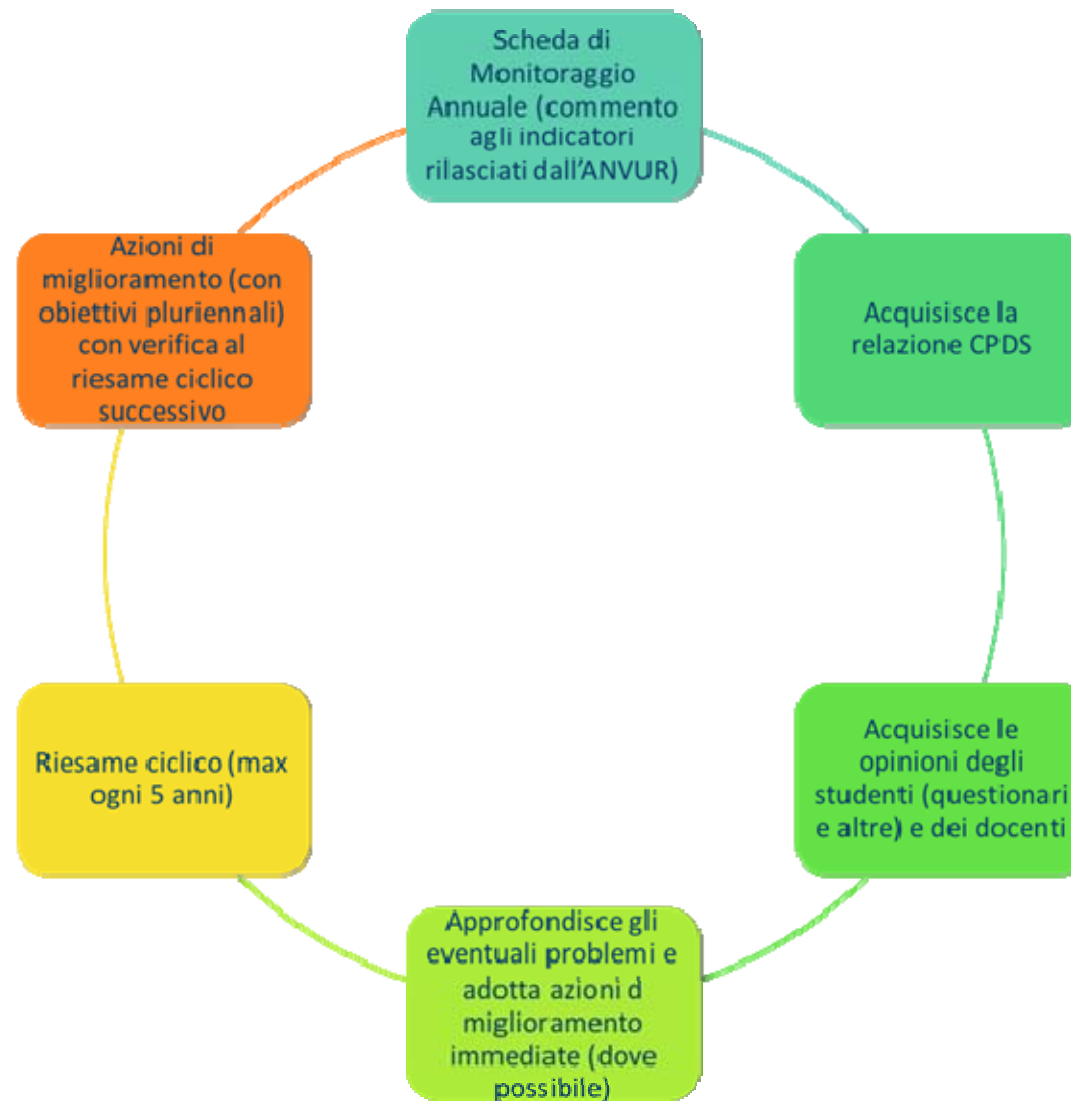 Scheda di
Monitoraggio
Annuale (commento
agli indicatori
rilasciati dall'ANVUR)
Acquisisce la
relazione CPDS
Acquisisce le
opinioni degli
studenti (questionari
e altre) e dei docenti
Approfondisce gli
eventuali problemi e
adotta azioni d
miglioramento
immediate (dove
possibile)
Riesame ciclico (max
ogni 5 anni)
Azioni di
miglioramento (con
obiettivi pluriennali)
con verifica al
riesame ciclico
successivo